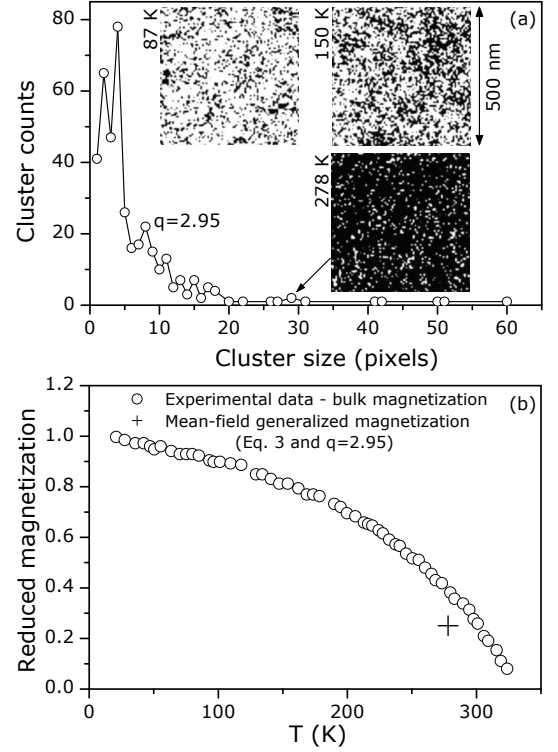 (a)
80
60
40
20
0
Cluster counts
87 K
150 K
500 nm
278 K
q=2.95
0 10 20 30 40 50 60
Cluster size (pixels)
(b)
1.2
1.0
0.8
0.6
0.4
0.2
0.0
Reduced magnetization
Experimental data - bulk magnetization
Mean-field generalized magnetization
(Eq. 3 and q=2.95)
0 100 200 300
T (K)